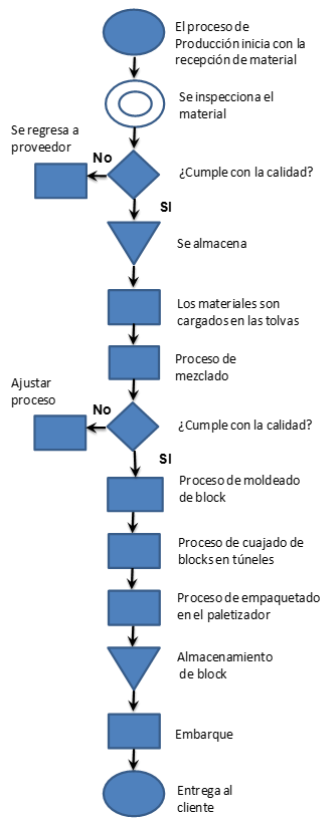 El proceso de
Producción inicia con la
recepción de material
Se inspecciona el
material
Se regresa a
proveedor
No
¿Cumple con la calidad?
SI
Se almacena
Los materiales son
cargados en las tolvas
Proceso de
mezclado
Ajustar
proceso
No
¿Cumple con la calidad?
SI
Proceso de moldeado
de block
Proceso de cuajado de
blocks en túneles
Proceso de empaquetado
en el paletizador
Almacenamiento
de block
Embarque
Entrega al
cliente